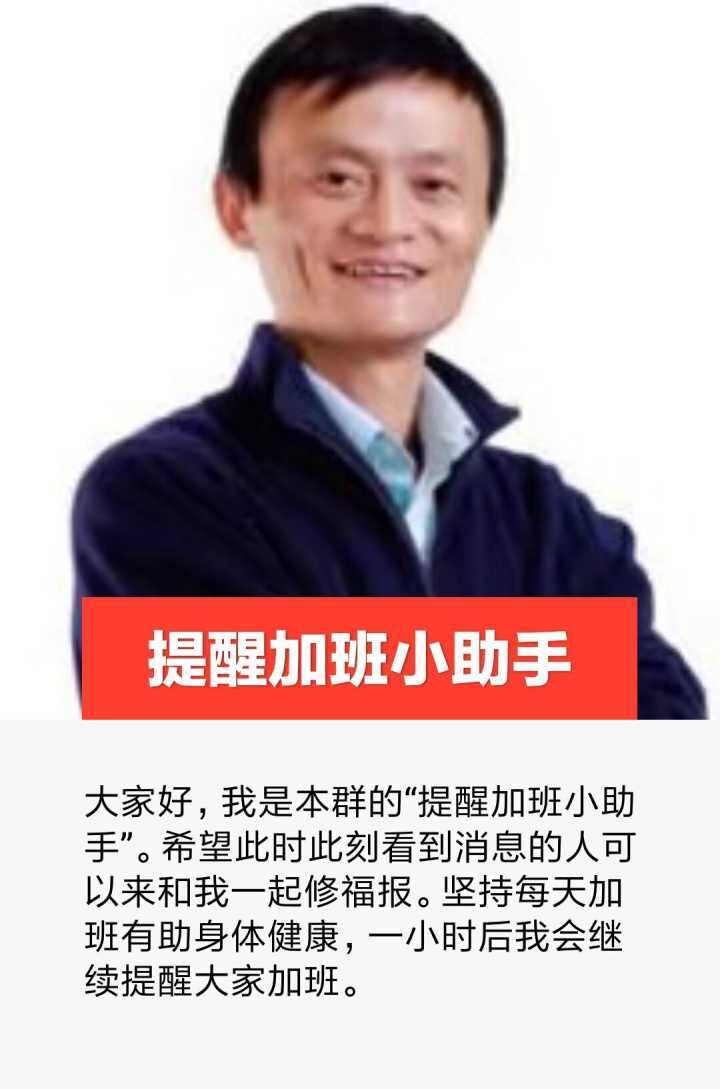 提醒加班小助手
大家好，我是本群的“提醒加班小助
手”。希望此时此刻看到消息的人可
以来和我一起修福报。坚持每天加
班有助身体健康，一小时后我会继
续提醒大家加班。